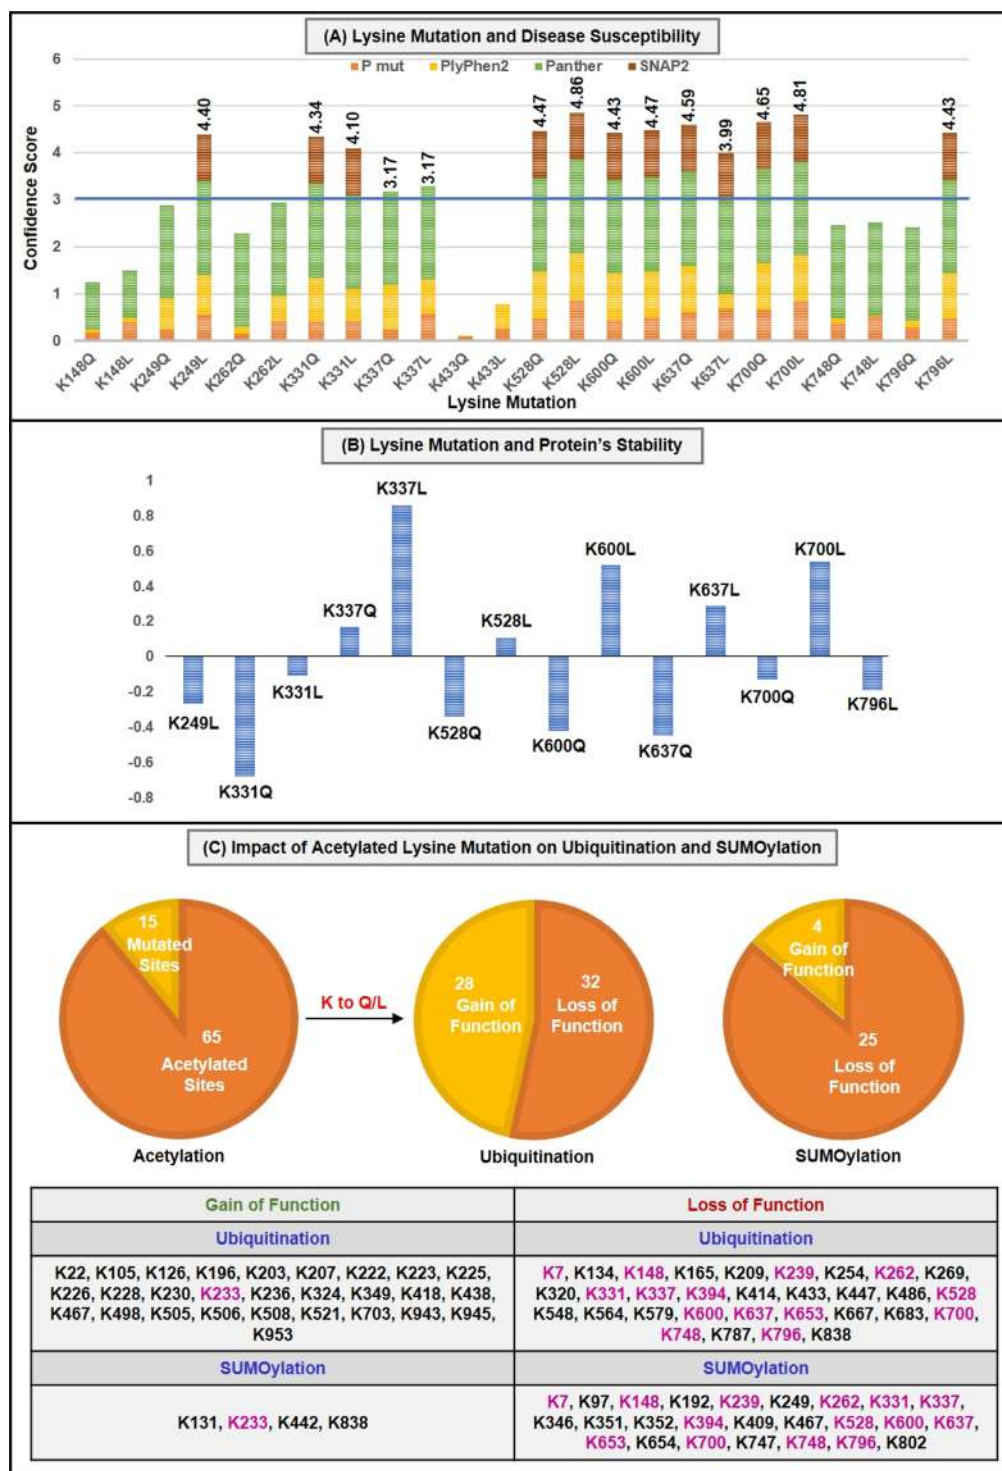 (A) Lysine Mutation and Disease Susceptibility
P mut PlyPhen2 Panther SNAP2
Confidence Score
6
5
4
3
2
1
0
4.40
4.34
4.10
3.17
3.17
4.47
4.86
4.43
4.47
4.59
3.99
4.65
4.81
4.43
K148Q K148L K249Q K249L K262Q K262L K331Q K331L K337Q K337L K433Q K433L K528Q K528L K600Q K600L K637Q K637L K700Q K700L K748Q K748L K796Q K796L
Lysine Mutation
(B) Lysine Mutation and Protein's Stability
1
0.8
0.6
0.4
0.2
0
-0.2
-0.4
-0.6
-0.8
K249L
K331Q
K331L
K337Q
K337L
K528Q
K528L
K600Q
K600L
K637Q
K637L
K700Q
K700L
K796L
(C) Impact of Acetylated Lysine Mutation on Ubiquitination and SUMOylation
15
Mutated
Sites
65
Acetylated
Sites
Acetylation
K to Q/L
28
Gain of
Function
32
Loss of
Function
Ubiquitination
4
Gain of
Function
25
Loss of
Function
SUMOylation
Gain of Function
Ubiquitination
K22, K105, K126, K196, K203, K207, K222, K223, K225,
K226, K228, K230, K233, K236, K324, K349, K418, K438,
K467, K498, K505, K506, K508, K521, K703, K943, K945,
K953
SUMOylation
K131, K233, K442, K838
Loss of Function
Ubiquitination
K7, K134, K148, K165, K209, K239, K254, K262, K269,
K320, K331, K337, K394, K414, K433, K447, K486, K528
K548, K564, K579, K600, K637, K653, K667, K683, K700,
K748, K787, K796, K838
SUMOylation
K7, K97, K148, K192, K239, K249, K262, K331, K337,
K346, K351, K352, K394, K409, K467, K528, K600, K637,
K653, K654, K700, K747, K748, K796, K802